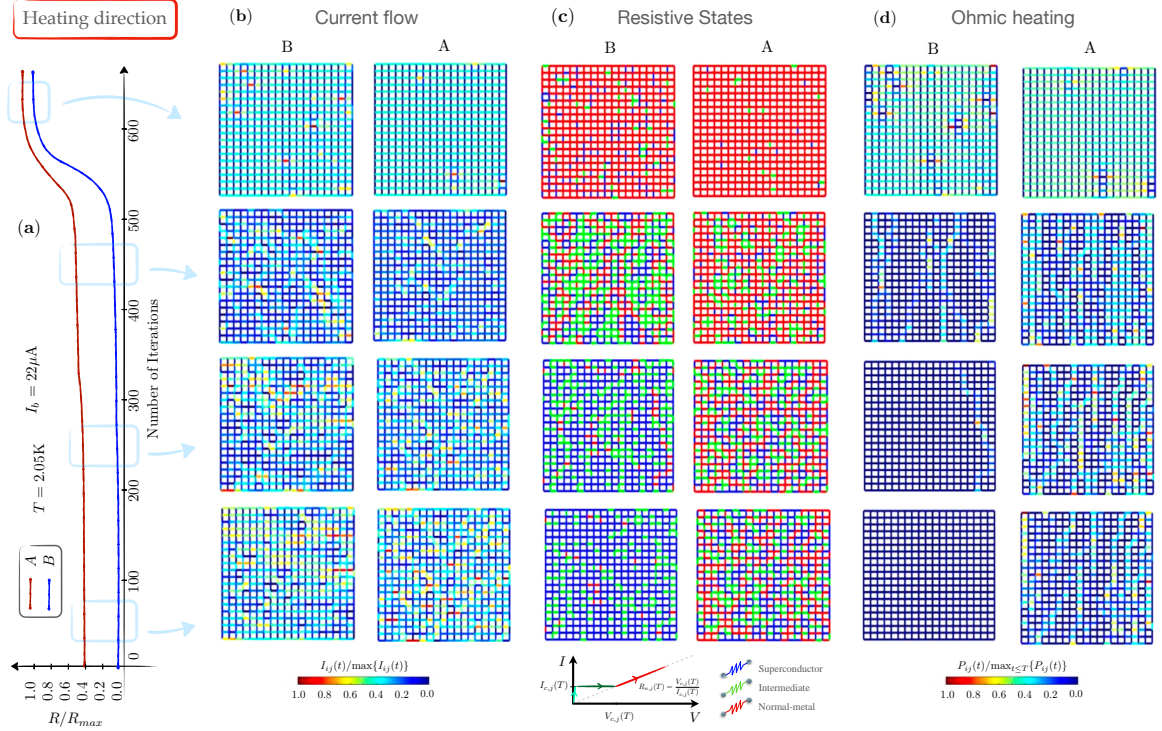 Heating direction
(b)
Current flow
(c)
Resistive States
(d)
Ohmic heating
B
A
B
A
B
A
(a)
600
500
400
300
200
100
0
Number of Iterations
T = 2.05K
I_b = 22μA
A
B
1.0
0.8
0.6
0.4
0.2
0.0
R/R_max
I_ij(t)/max{I_ij(t)}
1.0 0.8 0.6 0.4 0.2 0.0
I
I_c,j(T)
R_n,j(T) = V_c,j(T)/I_c,j(T)
V_c,j(T)
V
Superconductor
Intermediate
Normal-metal
P_ij(t)/max_t≤T{P_ij(t)}
1.0 0.8 0.6 0.4 0.2 0.0